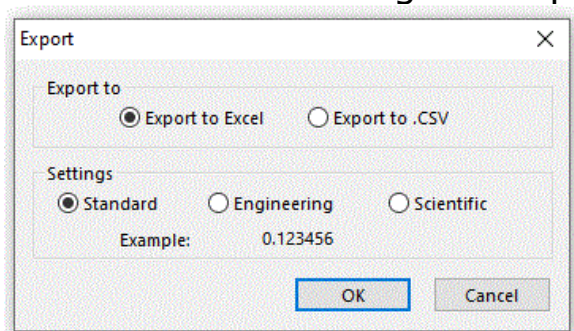 Export
Export to
Export to Excel Export to .CSV
Settings
Standard Engineering Scientific
Example: 0.123456
OK Cancel